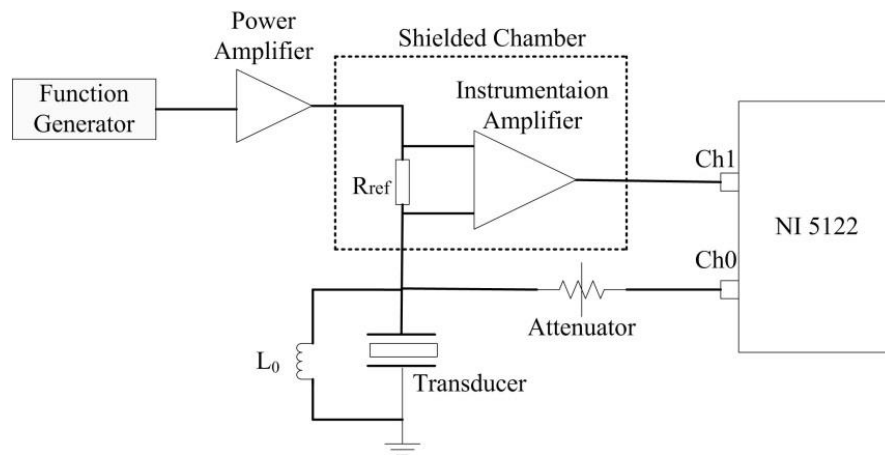 Power
Amplifier
Shielded Chamber
Function
Generator
Instrumentaion
Amplifier
Rref
Ch1
NI 5122
Ch0
Attenuator
L0
Transducer